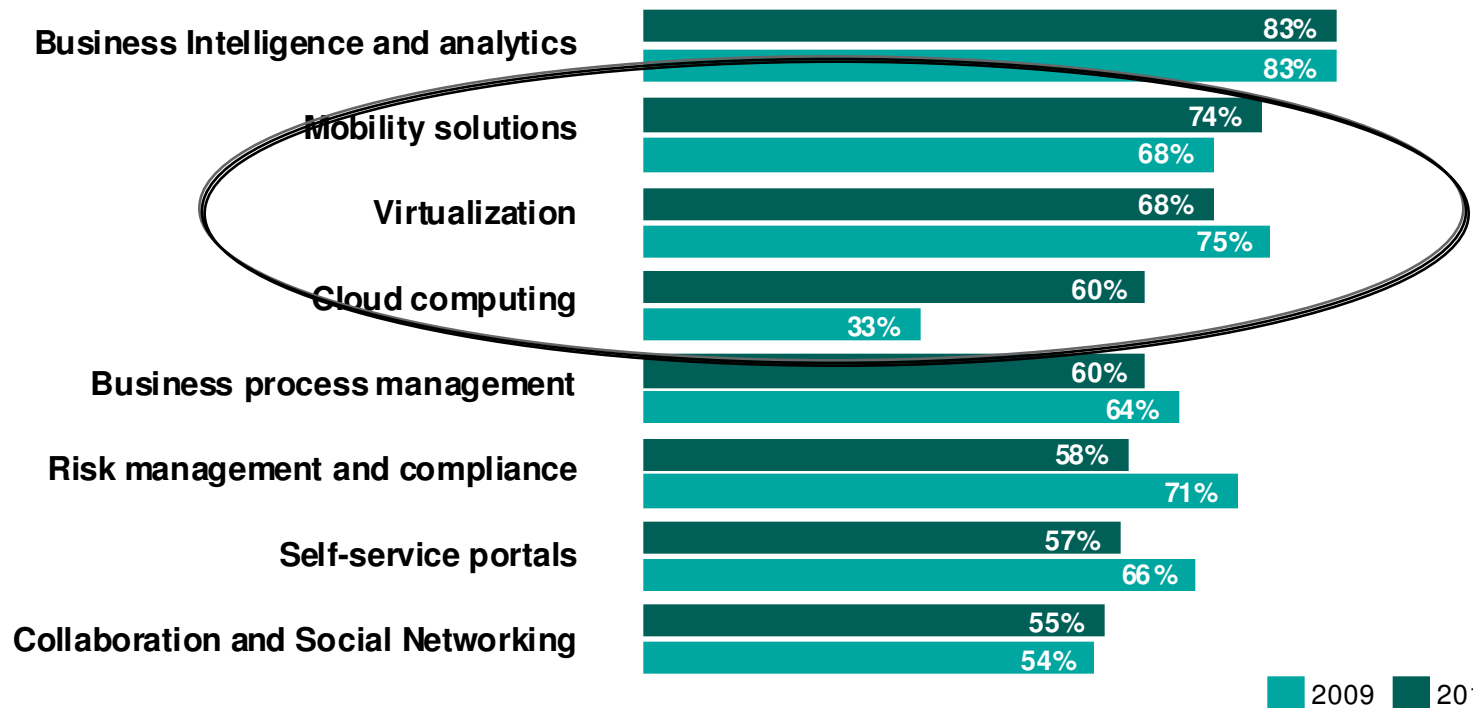 Business Intelligence and analytics
83%
83%
Mobility solutions
74%
68%
Virtualization
68%
75%
Cloud computing
60%
33%
Business process management
60%
64%
Risk management and compliance
58%
71%
Self-service portals
57%
66%
Collaboration and Social Networking
55%
54%
2009